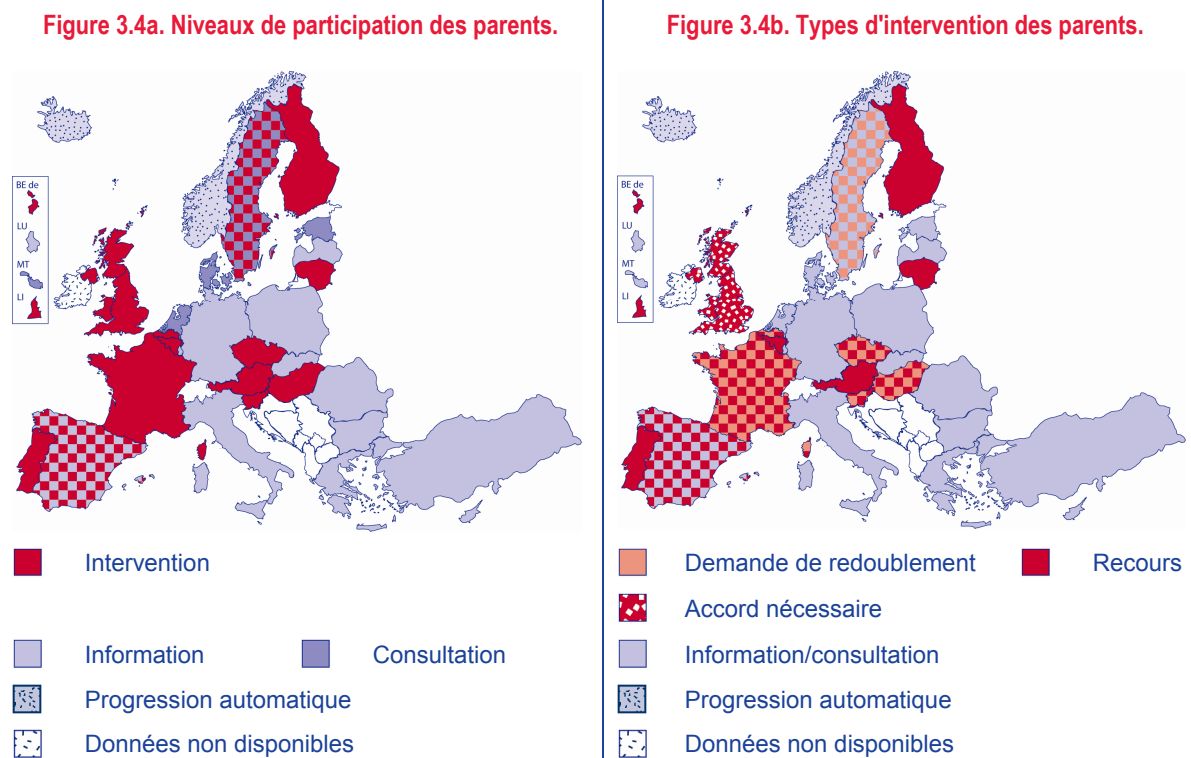 Figure 3.4a. Niveaux de participation des parents.
BE de
LU
MT
LI
Intervention
Information
Consultation
Progression automatique
Données non disponibles
Figure 3.4b. Types d'intervention des parents.
BE de
LU
MT
LI
Demande de redoublement
Recours
Accord nécessaire
Information/consultation
Progression automatique
Données non disponibles